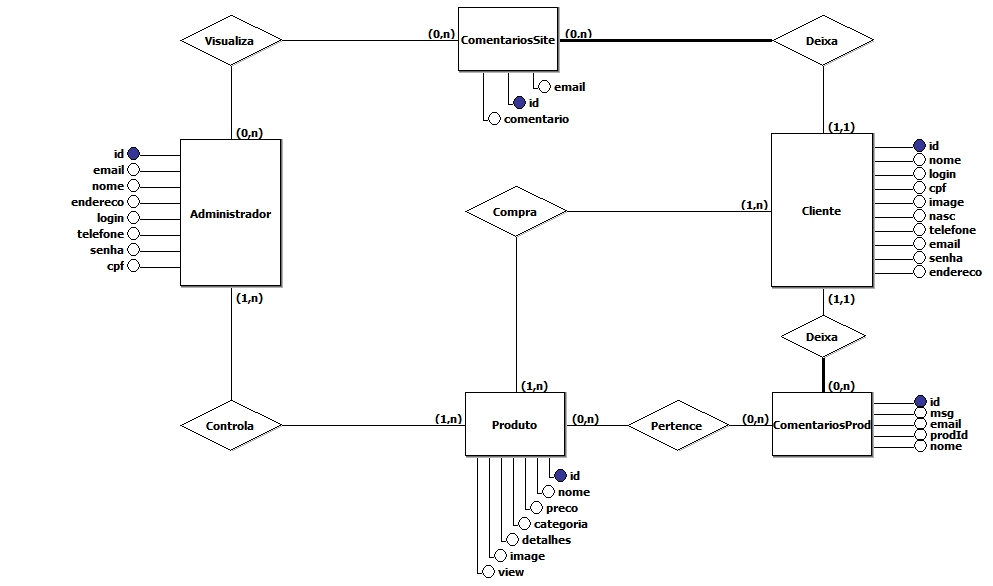 Visualiza
(0,n)
ComentariosSite
(0,n)
Deixa
email
id
comentario
(0,n)
(1,1)
id
email
nome
endereco
login
telefone
senha
cpf
Administrador
Compra
(1,n)
Cliente
id
nome
login
cpf
image
nasc
telefone
email
senha
endereco
(1,n)
(1,1)
Deixa
(1,n)
(0,n)
Controla
(1,n)
Produto
(0,n)
Pertence
(0,n)
ComentariosProd
id
msg
email
prodId
nome
id
nome
preco
categoria
detalhes
image
view